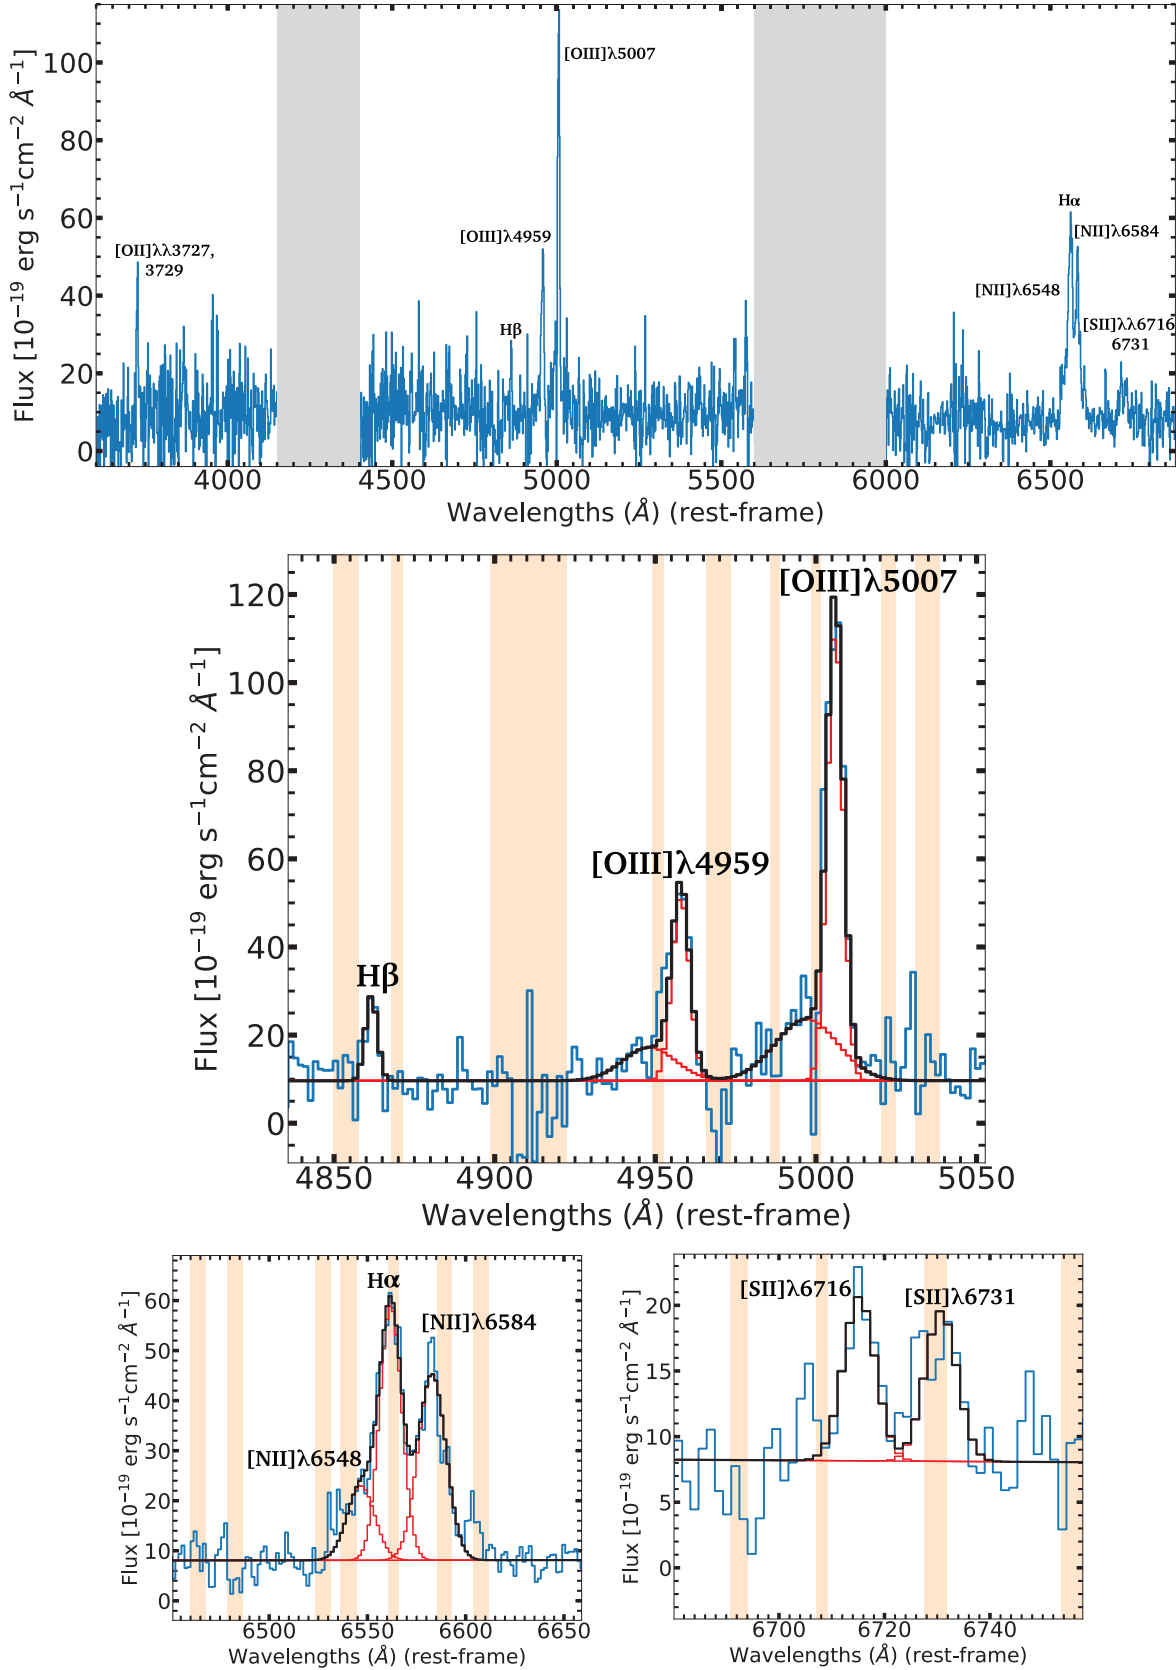 100
80
60
40
20
0
Flux [10⁻¹⁹ erg s⁻¹cm⁻² Å⁻¹]
[OII]λλ3727,
3729
[OIII]λ4959
Hβ
[OIII]λ5007
Hα
[NII]λ6584
[NII]λ6548
[SII]λλ6716
6731
4000 4500 5000 5500 6000 6500
Wavelengths (Å) (rest-frame)
120
100
80
60
40
20
0
Flux [10⁻¹⁹ erg s⁻¹cm⁻² Å⁻¹]
[OIII]λ5007
[OIII]λ4959
Hβ
4850 4900 4950 5000 5050
Wavelengths (Å) (rest-frame)
60
50
40
30
20
10
0
Flux [10⁻¹⁹ erg s⁻¹cm⁻² Å⁻¹]
Hα
[NII]λ6584
[NII]λ6548
6500 6550 6600 6650
Wavelengths (Å) (rest-frame)
20
15
10
5
0
Flux [10⁻¹⁹ erg s⁻¹cm⁻² Å⁻¹]
[SII]λ6716
[SII]λ6731
6700 6720 6740
Wavelengths (Å) (rest-frame)